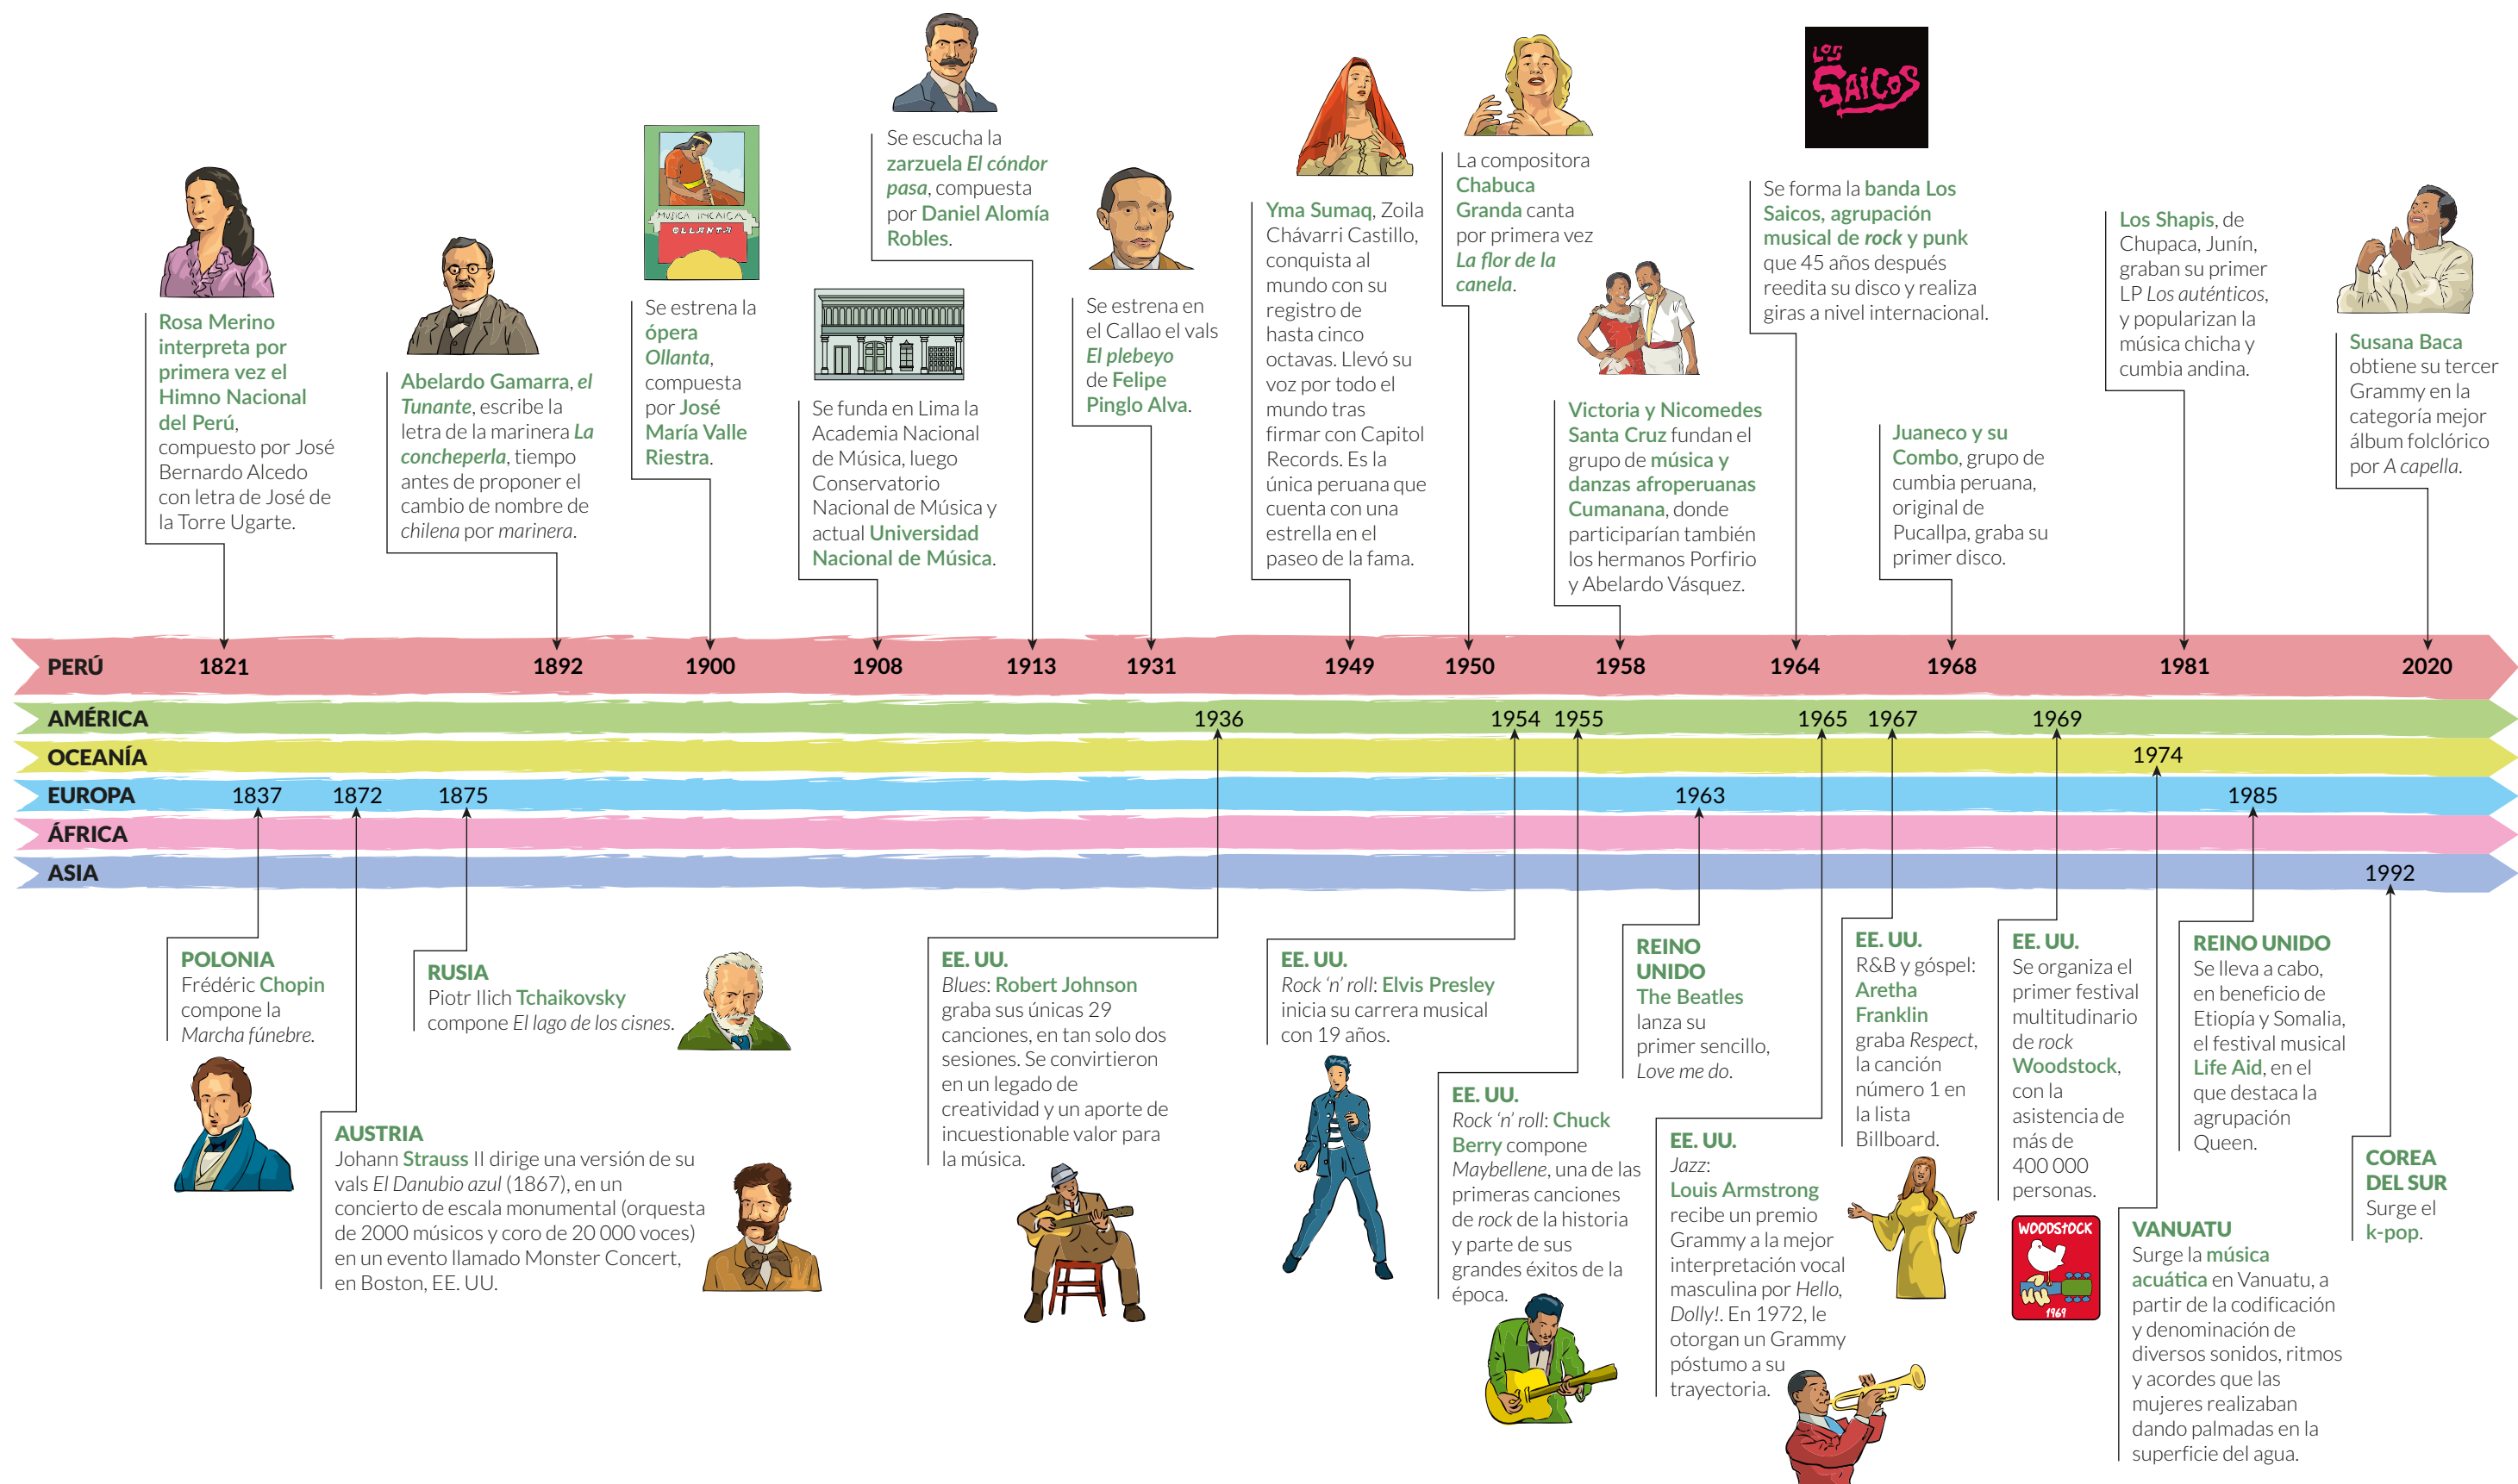 Rosa Merino
interpreta por
primera vez el
Himno Nacional
del Perú,
compuesto por José
Bernardo Alcedo
con letra de José de
la Torre Ugarte.
Abelardo Gamarra, el
Tunante, escribe la
letra de la marinera La
concheperla, tiempo
antes de proponer el
cambio de nombre de
chilena por marinera.
MUSICA INCAICA
OLLANTA
Se estrena la
ópera
Ollanta,
compuesta
por José
María Valle
Riestra.
Se funda en Lima la
Academia Nacional
de Música, luego
Conservatorio
Nacional de Música y
actual Universidad
Nacional de Música.
Se escucha la
zarzuela El cóndor
pasa, compuesta
por Daniel Alomía
Robles.
Se estrena en
el Callao el vals
El plebeyo
de Felipe
Pinglo Alva.
Yma Sumaq, Zoila
Chávarri Castillo,
conquista al
mundo con su
registro de
hasta cinco
octavas. Llevó su
voz por todo el
mundo tras
firmar con Capitol
Records. Es la
única peruana que
cuenta con una
estrella en el
paseo de la fama.
La compositora
Chabuca
Granda canta
por primera vez
La flor de la
canela.
Victoria y Nicomedes
Santa Cruz fundan el
grupo de música y
danzas afroperuanas
Cumanana, donde
participarían también
los hermanos Porfirio
y Abelardo Vásquez.
LOS
SAICOS
Se forma la banda Los
Saicos, agrupación
musical de rock y punk
que 45 años después
reedita su disco y realiza
giras a nivel internacional.
Juaneco y su
Combo, grupo de
cumbia peruana,
original de
Pucallpa, graba su
primer disco.
Los Shapis, de
Chupaca, Junín,
graban su primer
LP Los auténticos,
y popularizan la
música chicha y
cumbia andina.
Susana Baca
obtiene su tercer
Grammy en la
categoría mejor
álbum folclórico
por A capella.
PERÚ 1821 1892 1900 1908 1913 1931 1949 1950 1958 1964 1968 1981 2020
AMÉRICA 1936 1954 1955 1965 1967 1969
OCEANÍA 1974
EUROPA 1837 1872 1875 1963 1985
ÁFRICA
ASIA 1992
POLONIA
Frédéric Chopin
compone la
Marcha fúnebre.
AUSTRIA
Johann Strauss II dirige una versión de su
vals El Danubio azul (1867), en un
concierto de escala monumental (orquesta
de 2000 músicos y coro de 20 000 voces)
en un evento llamado Monster Concert,
en Boston, EE. UU.
RUSIA
Piotr Ilich Tchaikovsky
compone El lago de los cisnes.
EE. UU.
Blues: Robert Johnson
graba sus únicas 29
canciones, en tan solo dos
sesiones. Se convirtieron
en un legado de
creatividad y un aporte de
incuestionable valor para
la música.
EE. UU.
Rock ‘n’ roll: Elvis Presley
inicia su carrera musical
con 19 años.
EE. UU.
Rock ‘n’ roll: Chuck
Berry compone
Maybellene, una de las
primeras canciones
de rock de la historia
y parte de sus
grandes éxitos de la
época.
REINO
UNIDO
The Beatles
lanza su
primer sencillo,
Love me do.
EE. UU.
Jazz:
Louis Armstrong
recibe un premio
Grammy a la mejor
interpretación vocal
masculina por Hello,
Dolly!. En 1972, le
otorgan un Grammy
póstumo a su
trayectoria.
EE. UU.
R&B y góspel:
Aretha
Franklin
graba Respect,
la canción
número 1 en
la lista
Billboard.
EE. UU.
Se organiza el
primer festival
multitudinario
de rock
Woodstock,
con la
asistencia de
más de
400 000
personas.
WOODSTOCK
1969
VANUATU
Surge la música
acuática en Vanuatu, a
partir de la codificación
y denominación de
diversos sonidos, ritmos
y acordes que las
mujeres realizaban
dando palmadas en la
superficie del agua.
REINO UNIDO
Se lleva a cabo,
en beneficio de
Etiopía y Somalia,
el festival musical
Life Aid, en el
que destaca la
agrupación
Queen.
COREA
DEL SUR
Surge el
k-pop.